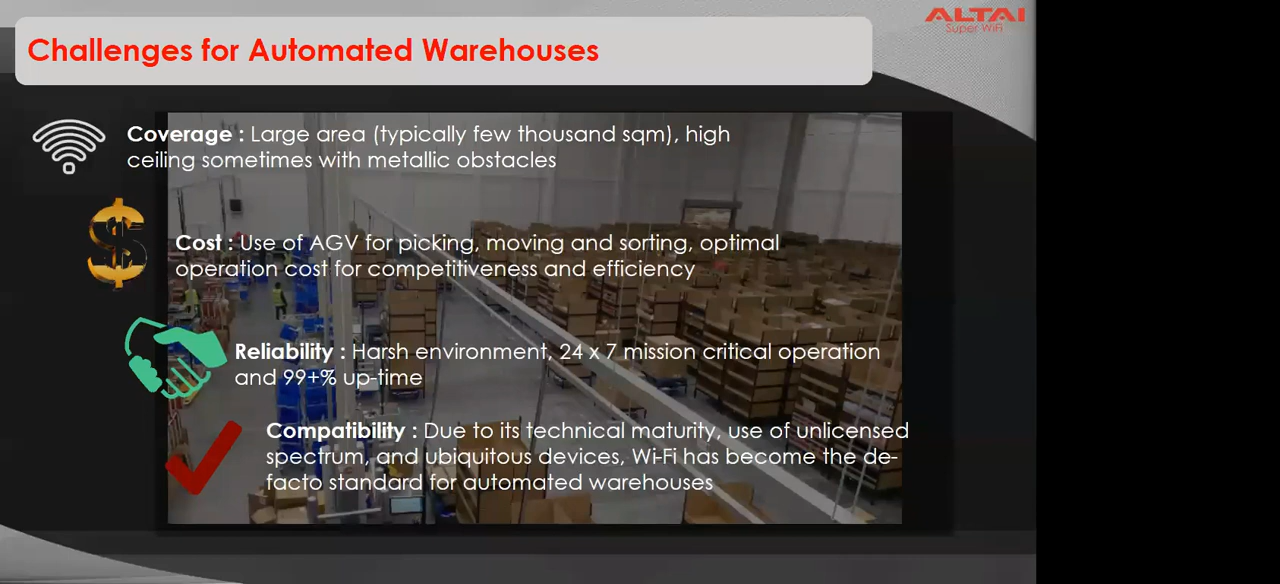 ALTAI
Super WiFi
Challenges for Automated Warehouses
Coverage : Large area (typically few thousand sqm), high
ceiling sometimes with metallic obstacles
Cost : Use of AGV for picking, moving and sorting, optimal
operation cost for competitiveness and efficiency
Reliability : Harsh environment, 24 x 7 mission critical operation
and 99+% up-time
Compatibility : Due to its technical maturity, use of unlicensed
spectrum, and ubiquitous devices, Wi-Fi has become the de-
facto standard for automated warehouses